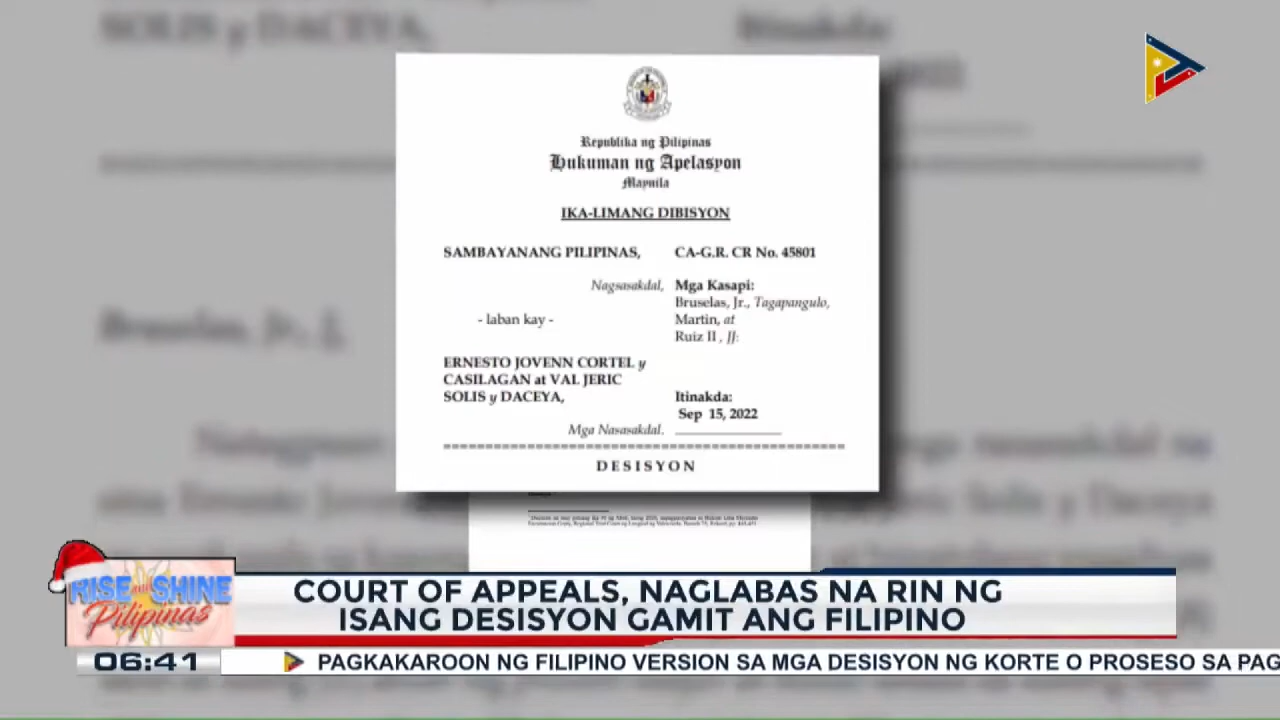 Republika ng Pilipinas
Hukuman ng Apelasyon
Maynila
IKA-LIMANG DIBISYON
SAMBAYANANG PILIPINAS, CA-G.R. CR No. 45801
Nagsasakdal, Mga Kasapi:
Bruselas, Jr., Tagapangulo,
- laban kay - Martin, at
Ruiz II , JJ:
ERNESTO JOVENN CORTEL y
CASILAGAN at VAL JERIC
SOLIS y DACEYA, Itinakda:
Sep 15, 2022
Mga Nasasakdal.
DESISYON
RISE and SHINE
Pilipinas
COURT OF APPEALS, NAGLABAS NA RIN NG
ISANG DESISYON GAMIT ANG FILIPINO
06:41 PAGKAKAROON NG FILIPINO VERSION SA MGA DESISYON NG KORTE O PROSESO SA PAG